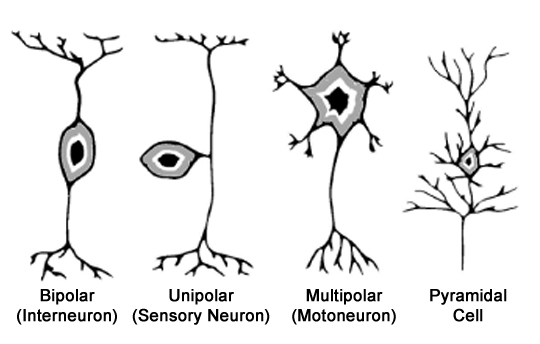 Bipolar
(Interneuron)
Unipolar
(Sensory Neuron)
Multipolar
(Motoneuron)
Pyramidal
Cell